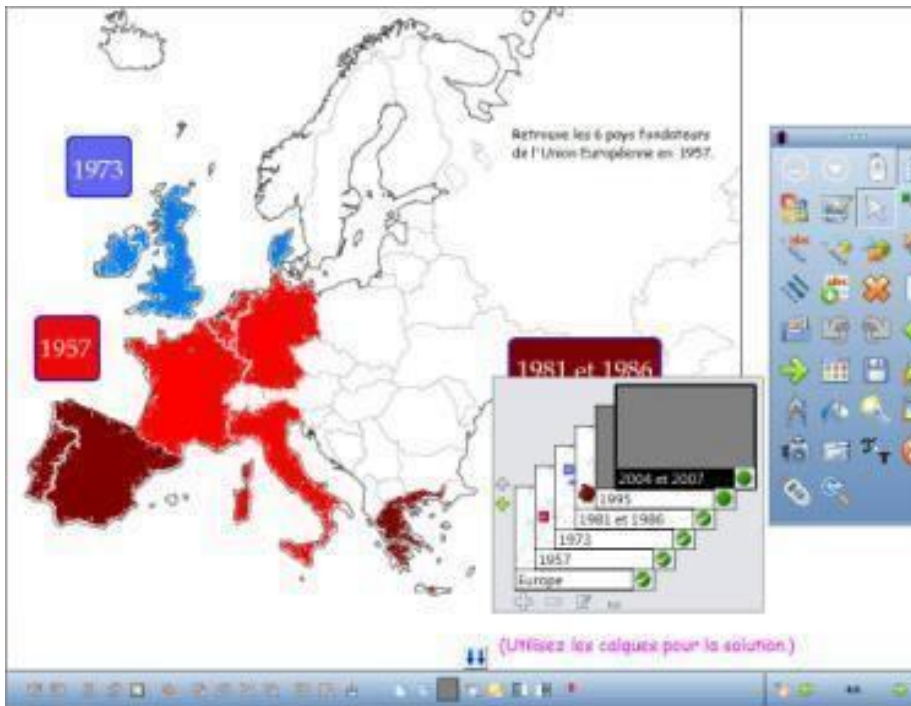 1973
Retrouve les 6 pays fondateurs
de l'Union Européenne en 1957.
1957
1981 et 1986
2004 et 2007
1995
1981 et 1986
1973
1957
Europe
(Utilisez les calques pour la solution.)